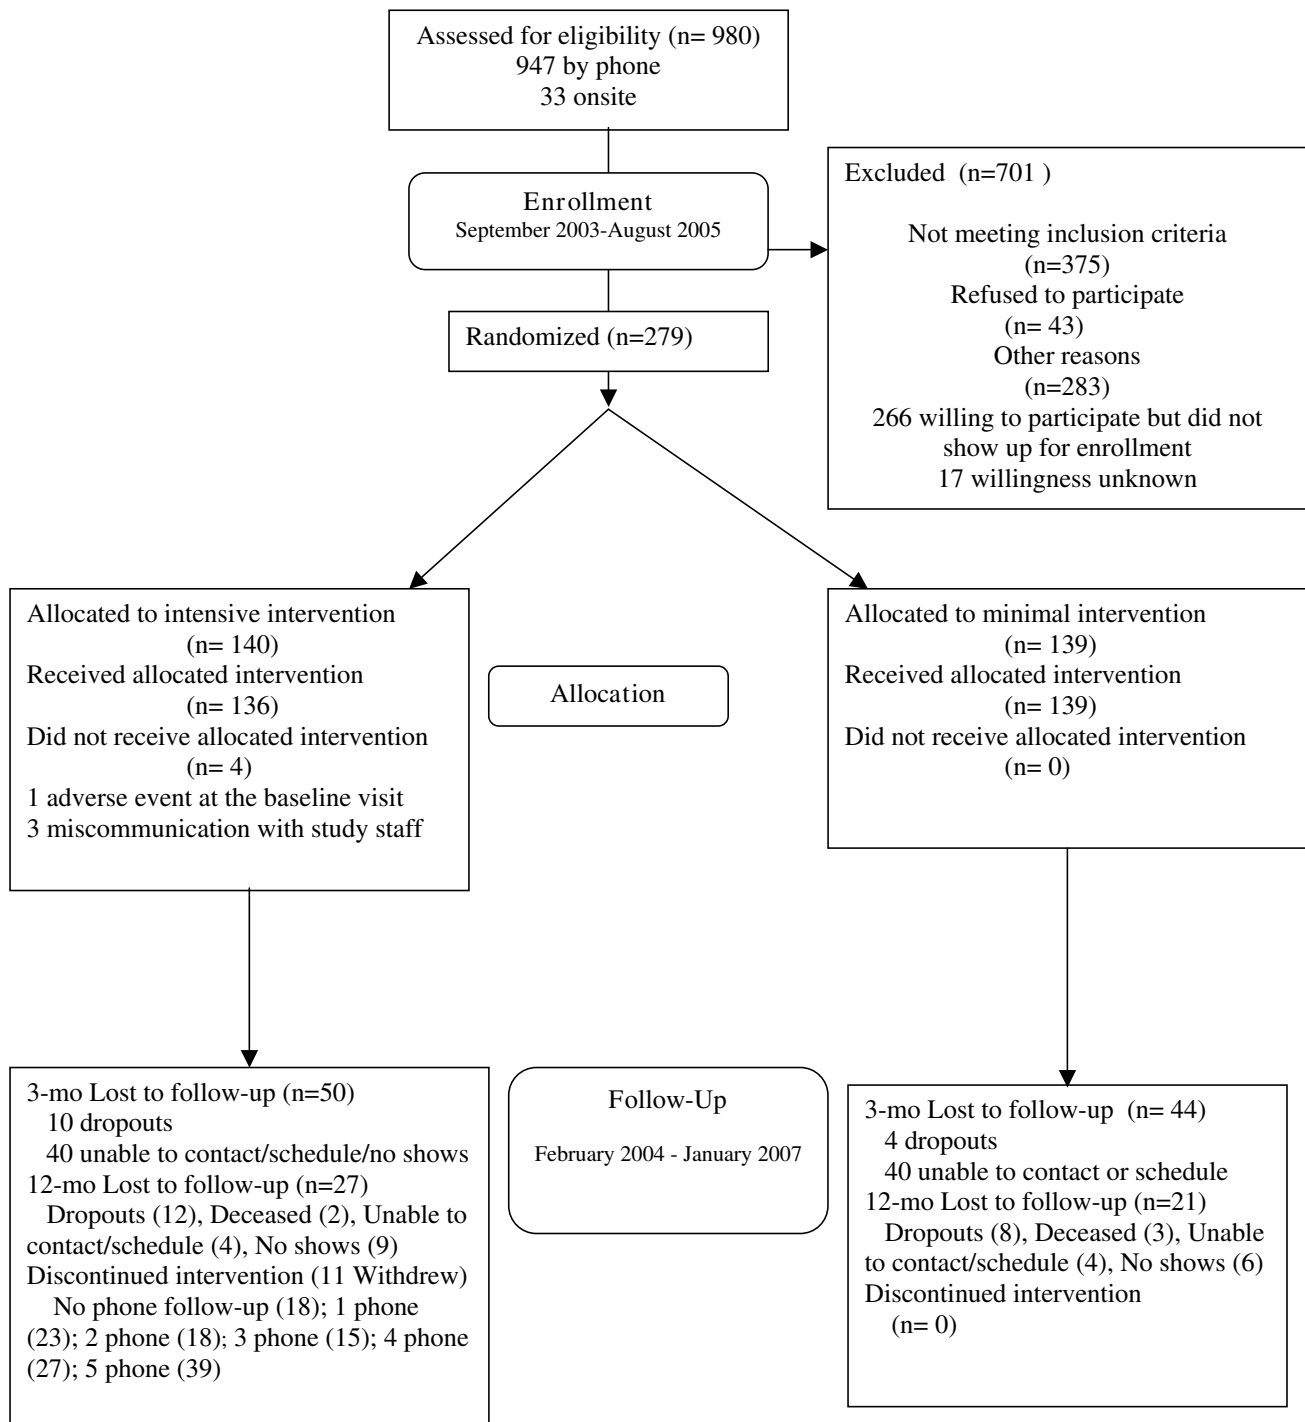 Assessed for eligibility (n= 980)
947 by phone
33 onsite
Enrollment
September 2003-August 2005
Excluded  (n=701 )
Not meeting inclusion criteria
(n=375)
Refused to participate
(n= 43)
Other reasons
(n=283)
266 willing to participate but did not
show up for enrollment
17 willingness unknown
Randomized (n=279)
Allocated to intensive intervention
(n= 140)
Received allocated intervention
(n= 136)
Did not receive allocated intervention
(n= 4)
1 adverse event at the baseline visit
3 miscommunication with study staff
Allocation
Allocated to minimal intervention
(n= 139)
Received allocated intervention
(n= 139)
Did not receive allocated intervention
(n= 0)
3-mo Lost to follow-up (n=50)
10 dropouts
40 unable to contact/schedule/no shows
12-mo Lost to follow-up (n=27)
Dropouts (12), Deceased (2), Unable to
contact/schedule (4), No shows (9)
Discontinued intervention (11 Withdrew)
No phone follow-up (18); 1 phone
(23); 2 phone (18); 3 phone (15); 4 phone
(27); 5 phone (39)
Follow-Up
February 2004 - January 2007
3-mo Lost to follow-up  (n= 44)
4 dropouts
40 unable to contact or schedule
12-mo Lost to follow-up (n=21)
Dropouts (8), Deceased (3), Unable
to contact/schedule (4), No shows (6)
Discontinued intervention
(n= 0)